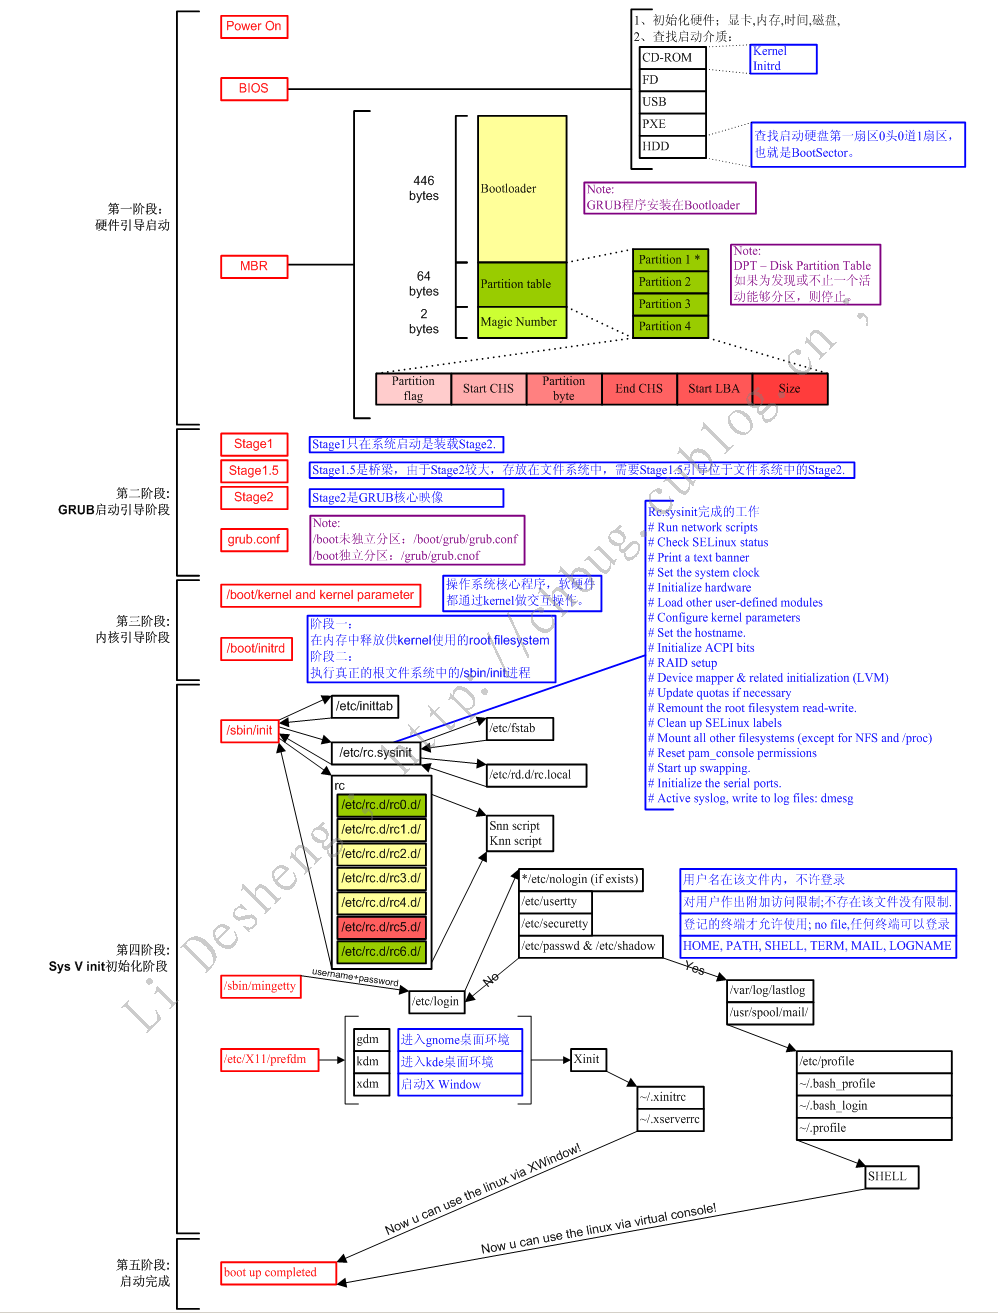 Power On
1、初始化硬件；显卡,内存,时间,磁盘,
2、查找启动介质：
BIOS
CD-ROM
FD
USB
PXE
HDD
Kernel
Initrd
查找启动硬盘第一扇区0头0道1扇区，
也就是BootSector。
第一阶段：
硬件引导启动
MBR
446
bytes
64
bytes
2
bytes
Bootloader
Partition table
Magic Number
Note:
GRUB程序安装在Bootloader
Partition 1 *
Partition 2
Partition 3
Partition 4
Note:
DPT – Disk Partition Table
如果为发现或不止一个活
动能够分区，则停止。
Partition
flag
Start CHS
Partition
byte
End CHS
Start LBA
Size
第二阶段:
GRUB启动引导阶段
Stage1
Stage1只在系统启动是装载Stage2.
Stage1.5
Stage1.5是桥梁，由于Stage2较大，存放在文件系统中，需要Stage1.5引导位于文件系统中的Stage2.
Stage2
Stage2是GRUB核心映像
grub.conf
Note:
/boot未独立分区：/boot/grub/grub.conf
/boot独立分区：/grub/grub.cnof
第三阶段:
内核引导阶段
/boot/kernel and kernel parameter
操作系统核心程序，软硬件
都通过kernel做交互操作。
/boot/initrd
阶段一；
在内存中释放供kernel使用的root filesystem
阶段二；
执行真正的根文件系统中的/sbin/init进程
Rc.sysinit完成的工作
# Run network scripts
# Check SELinux status
# Print a text banner
# Set the system clock
# Initialize hardware
# Load other user-defined modules
# Configure kernel parameters
# Set the hostname.
# Initialize ACPI bits
# RAID setup
# Device mapper & related initialization (LVM)
# Update quotas if necessary
# Remount the root filesystem read-write.
# Clean up SELinux labels
# Mount all other filesystems (except for NFS and /proc)
# Reset pam_console permissions
# Start up swapping.
# Initialize the serial ports.
# Active syslog, write to log files: dmesg
第四阶段:
Sys V init初始化阶段
/sbin/init
/etc/inittab
/etc/rc.sysinit
/etc/fstab
/etc/rd.d/rc.local
rc
/etc/rc.d/rc0.d/
/etc/rc.d/rc1.d/
/etc/rc.d/rc2.d/
/etc/rc.d/rc3.d/
/etc/rc.d/rc4.d/
/etc/rc.d/rc5.d/
/etc/rc.d/rc6.d/
Snn script
Knn script
*/etc/nologin (if exists)
/etc/usertty
/etc/securetty
/etc/passwd & /etc/shadow
用户名在该文件内，不许登录
对用户作出附加访问限制;不存在该文件没有限制.
登记的终端才允许使用; no file,任何终端可以登录
HOME, PATH, SHELL, TERM, MAIL, LOGNAME
/sbin/mingetty
username+password
/etc/login
No
Yes
/var/log/lastlog
/usr/spool/mail/
/etc/X11/prefdm
gdm
kdm
xdm
进入gnome桌面环境
进入kde桌面环境
启动X Window
Xinit
~/.xinitrc
~/.xserverrc
/etc/profile
~/.bash_profile
~/.bash_login
~/.profile
SHELL
Now u can use the linux via XWindow!
Now u can use the linux via virtual console!
第五阶段:
启动完成
boot up completed
Li Desheng , http://chbug.cublog.cn ;